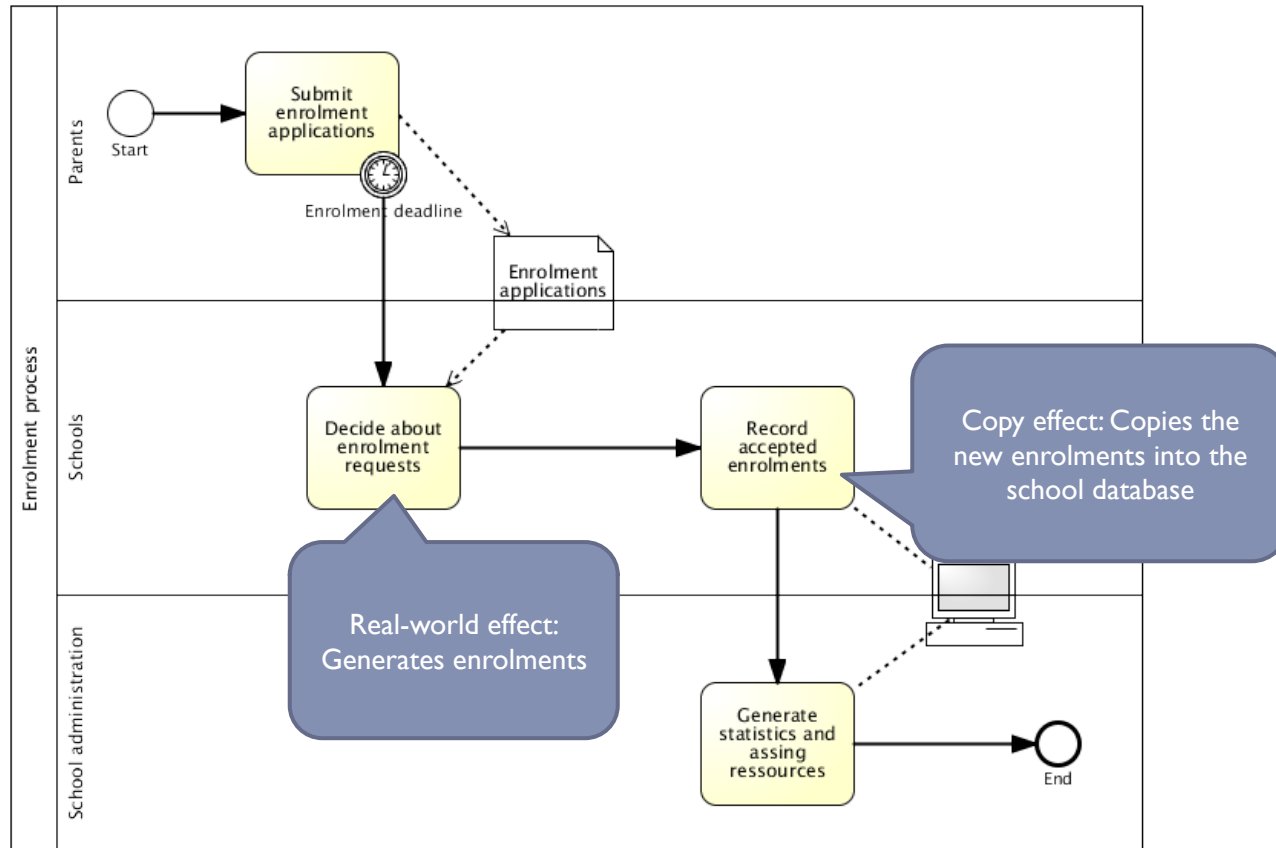 Enrolment process
Parents
Start
Submit
enrolment
applications
Enrolment deadline
Enrolment
applications
Schools
Decide about
enrolment
requests
Record
accepted
enrolments
Copy effect: Copies the
new enrolments into the
school database
Real-world effect:
Generates enrolments
School administration
Generate
statistics and
assing
ressources
End